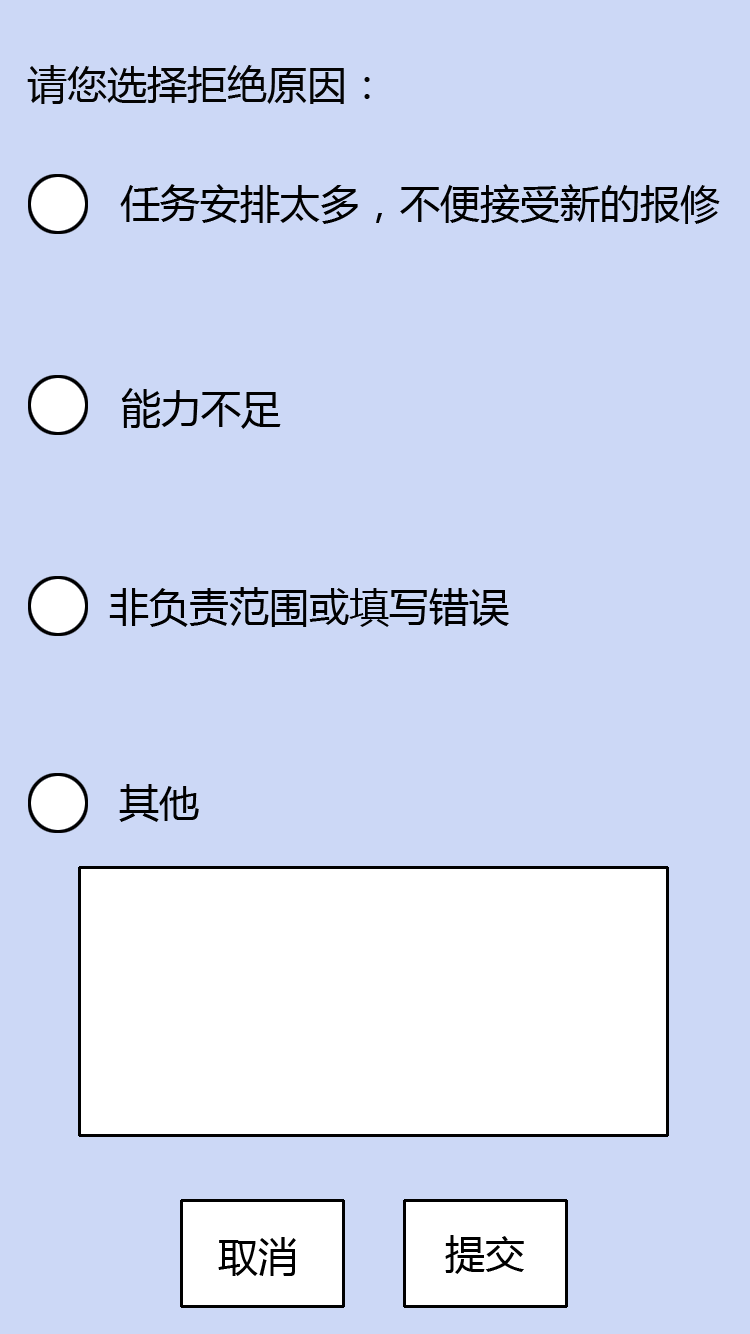 请您选择拒绝原因：
任务安排太多，不便接受新的报修
能力不足
非负责范围或填写错误
其他
取消
提交